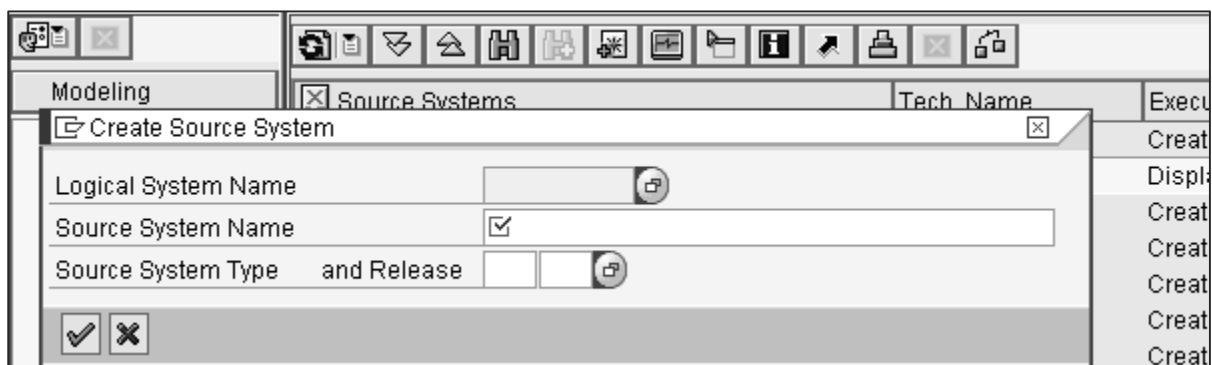 Modeling
Source Systems Tech. Name Execu
Create Source System
Creat
Logical System Name
Displa
Source System Name
Creat
Creat
Source System Type and Release
Creat
Creat
Creat